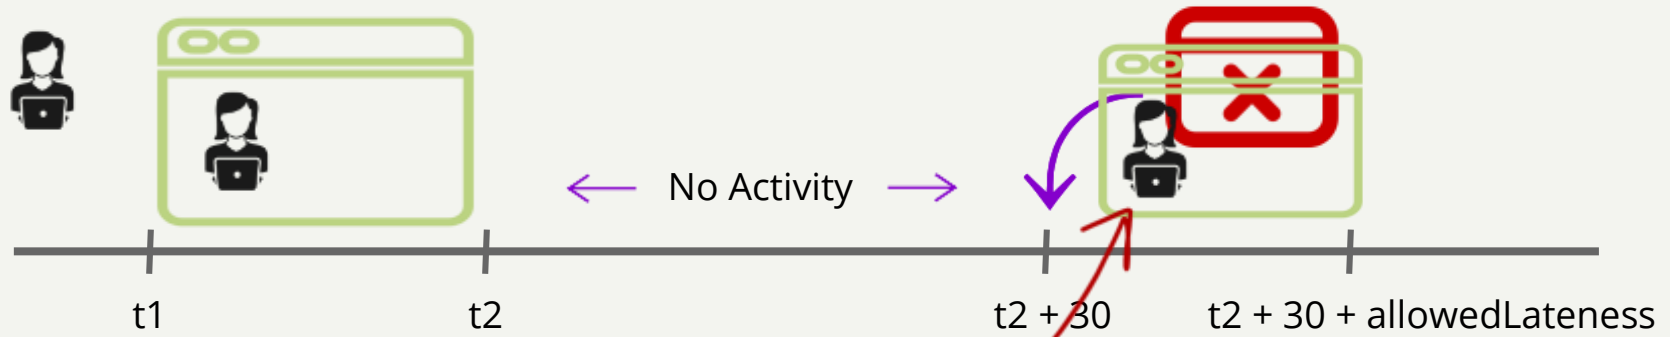 No Activity
t1
t2
t2 + 30
t2 + 30 + allowedLateness